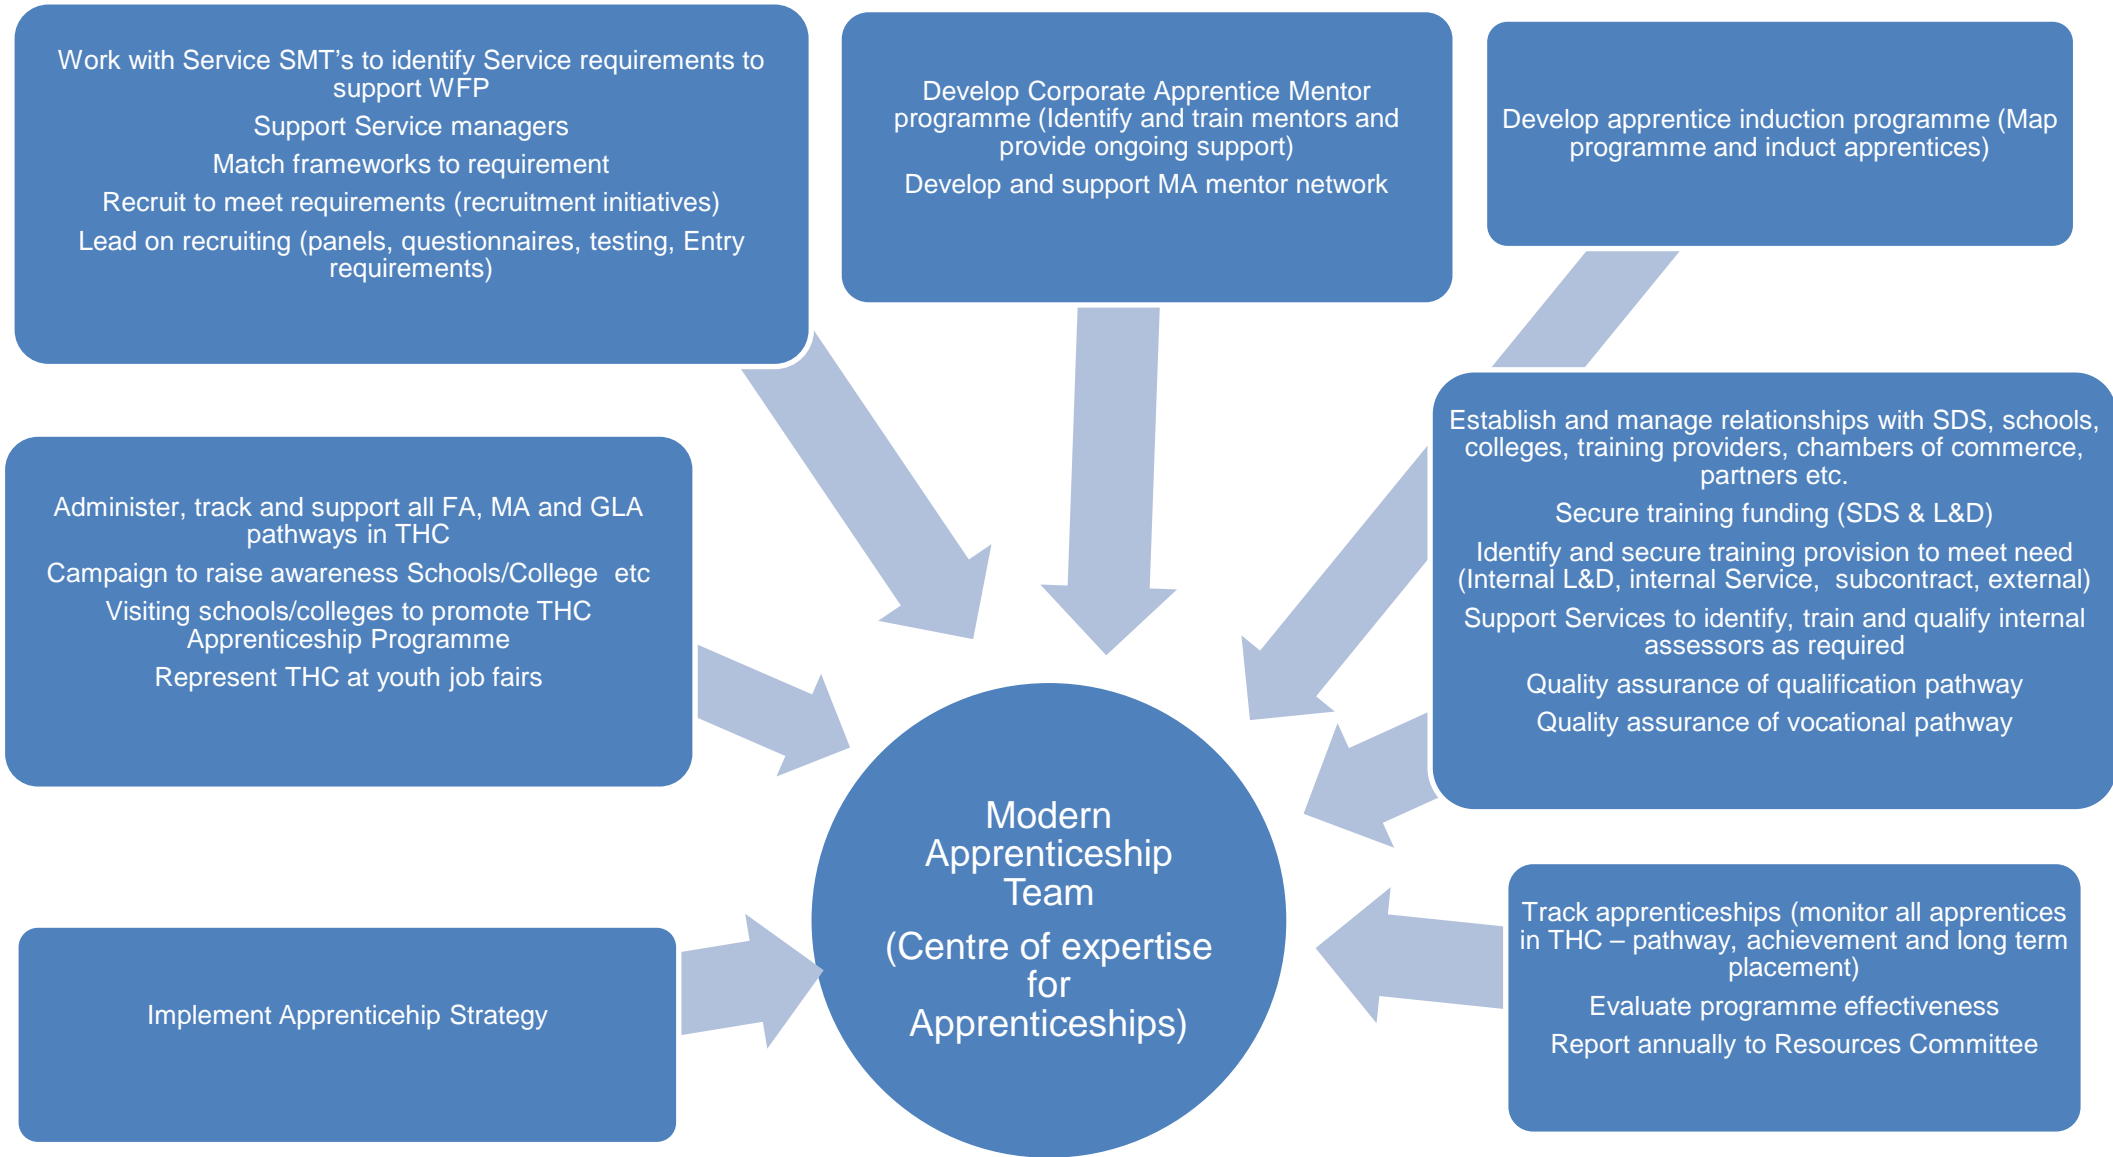 Work with Service SMT’s to identify Service requirements to
support WFP
Support Service managers
Match frameworks to requirement
Recruit to meet requirements (recruitment initiatives)
Lead on recruiting (panels, questionnaires, testing, Entry
requirements)
Develop Corporate Apprentice Mentor
programme (Identify and train mentors and
provide ongoing support)
Develop and support MA mentor network
Develop apprentice induction programme (Map
programme and induct apprentices)
Administer, track and support all FA, MA and GLA
pathways in THC
Campaign to raise awareness Schools/College  etc
Visiting schools/colleges to promote THC
Apprenticeship Programme
Represent THC at youth job fairs
Establish and manage relationships with SDS, schools,
colleges, training providers, chambers of commerce,
partners etc.
Secure training funding (SDS & L&D)
Identify and secure training provision to meet need
(Internal L&D, internal Service,  subcontract, external)
Support Services to identify, train and qualify internal
assessors as required
Quality assurance of qualification pathway
Quality assurance of vocational pathway
Modern
Apprenticeship
Team
(Centre of expertise
for
Apprenticeships)
Implement Apprenticehip Strategy
Track apprenticeships (monitor all apprentices
in THC – pathway, achievement and long term
placement)
Evaluate programme effectiveness
Report annually to Resources Committee